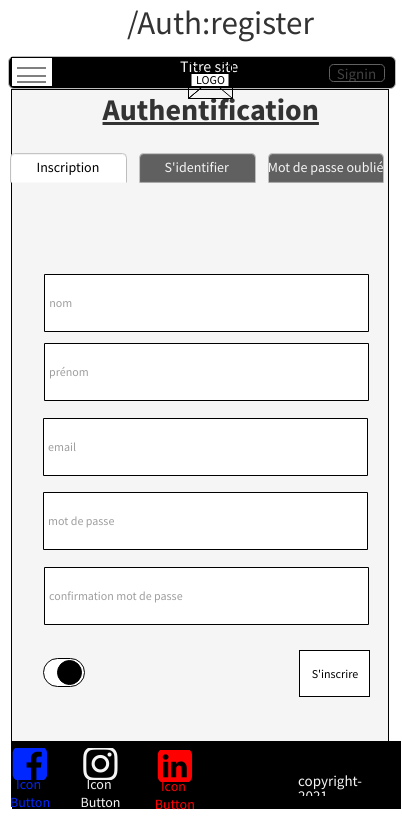 /Auth:register
Titre site
LOGO
Signin
Authentification
Inscription
S'identifier
Mot de passe oublié
nom
prénom
email
mot de passe
confirmation mot de passe
S'inscrire
Icon
Button
Icon
Button
Icon
Button
copyright-
2021